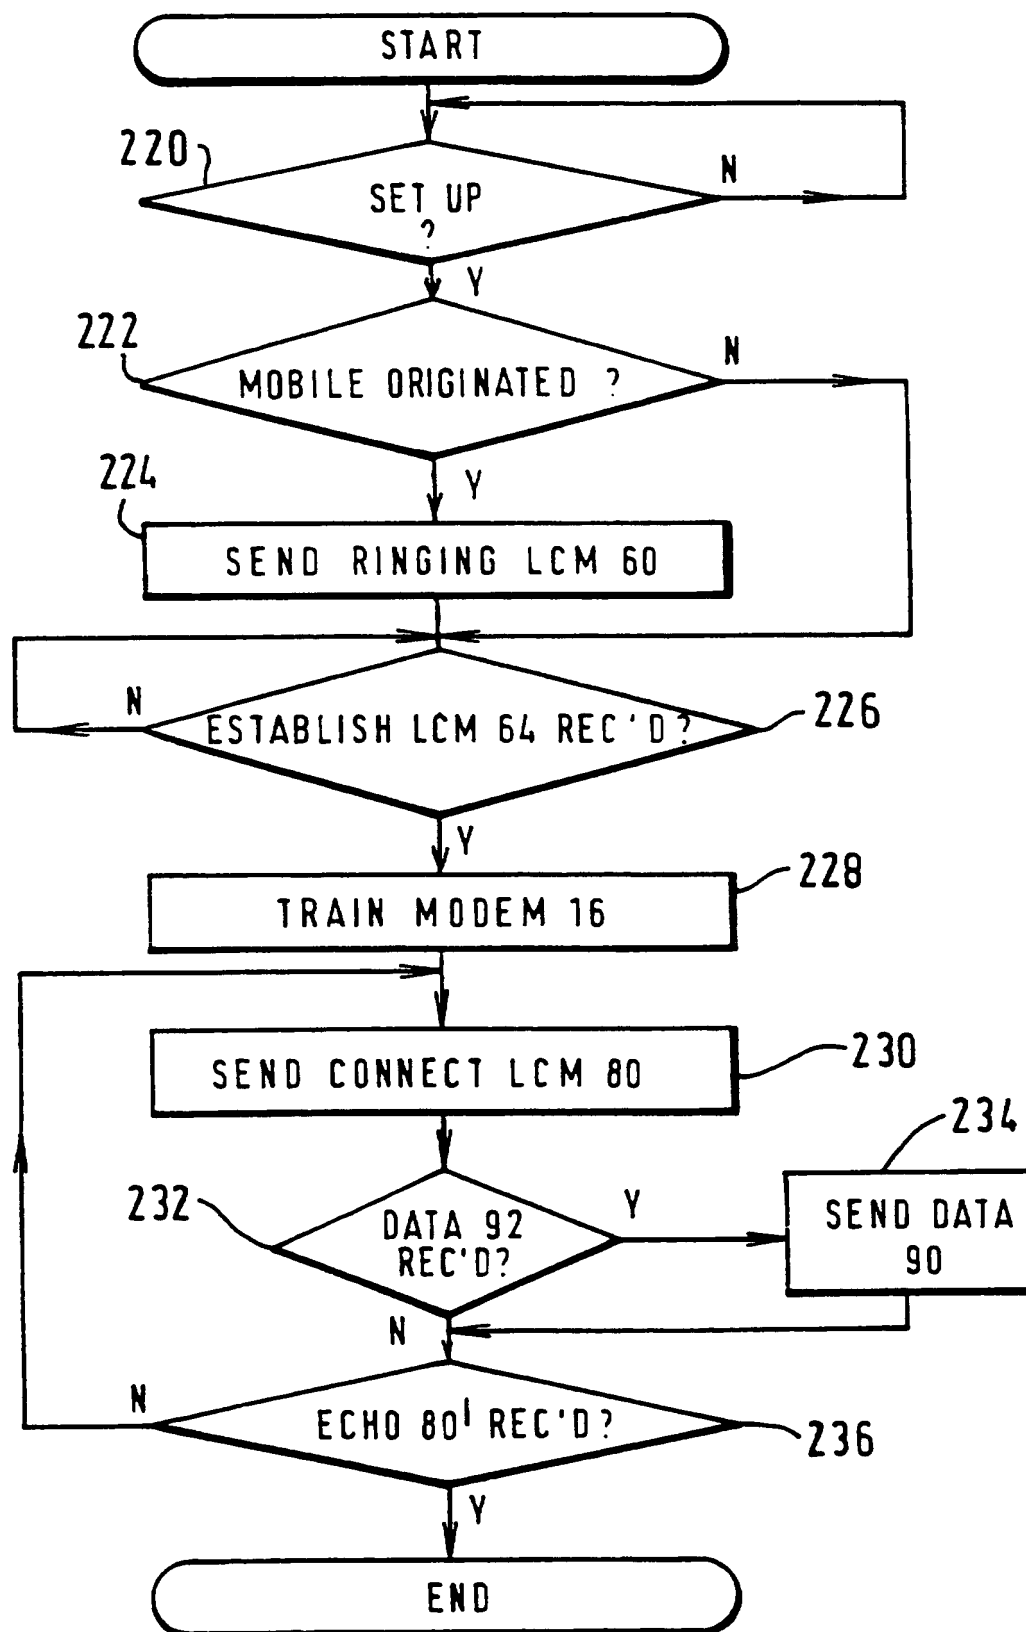 START
220
N
SET UP
?
Y
222
N
MOBILE ORIGINATED ?
224
Y
SEND RINGING LCM 60
N
ESTABLISH LCM 64 REC'D?
226
Y
228
TRAIN MODEM 16
230
SEND CONNECT LCM 80
234
232
DATA 92
REC'D?
Y
SEND DATA
90
N
N
ECHO 80' REC'D?
236
Y
END